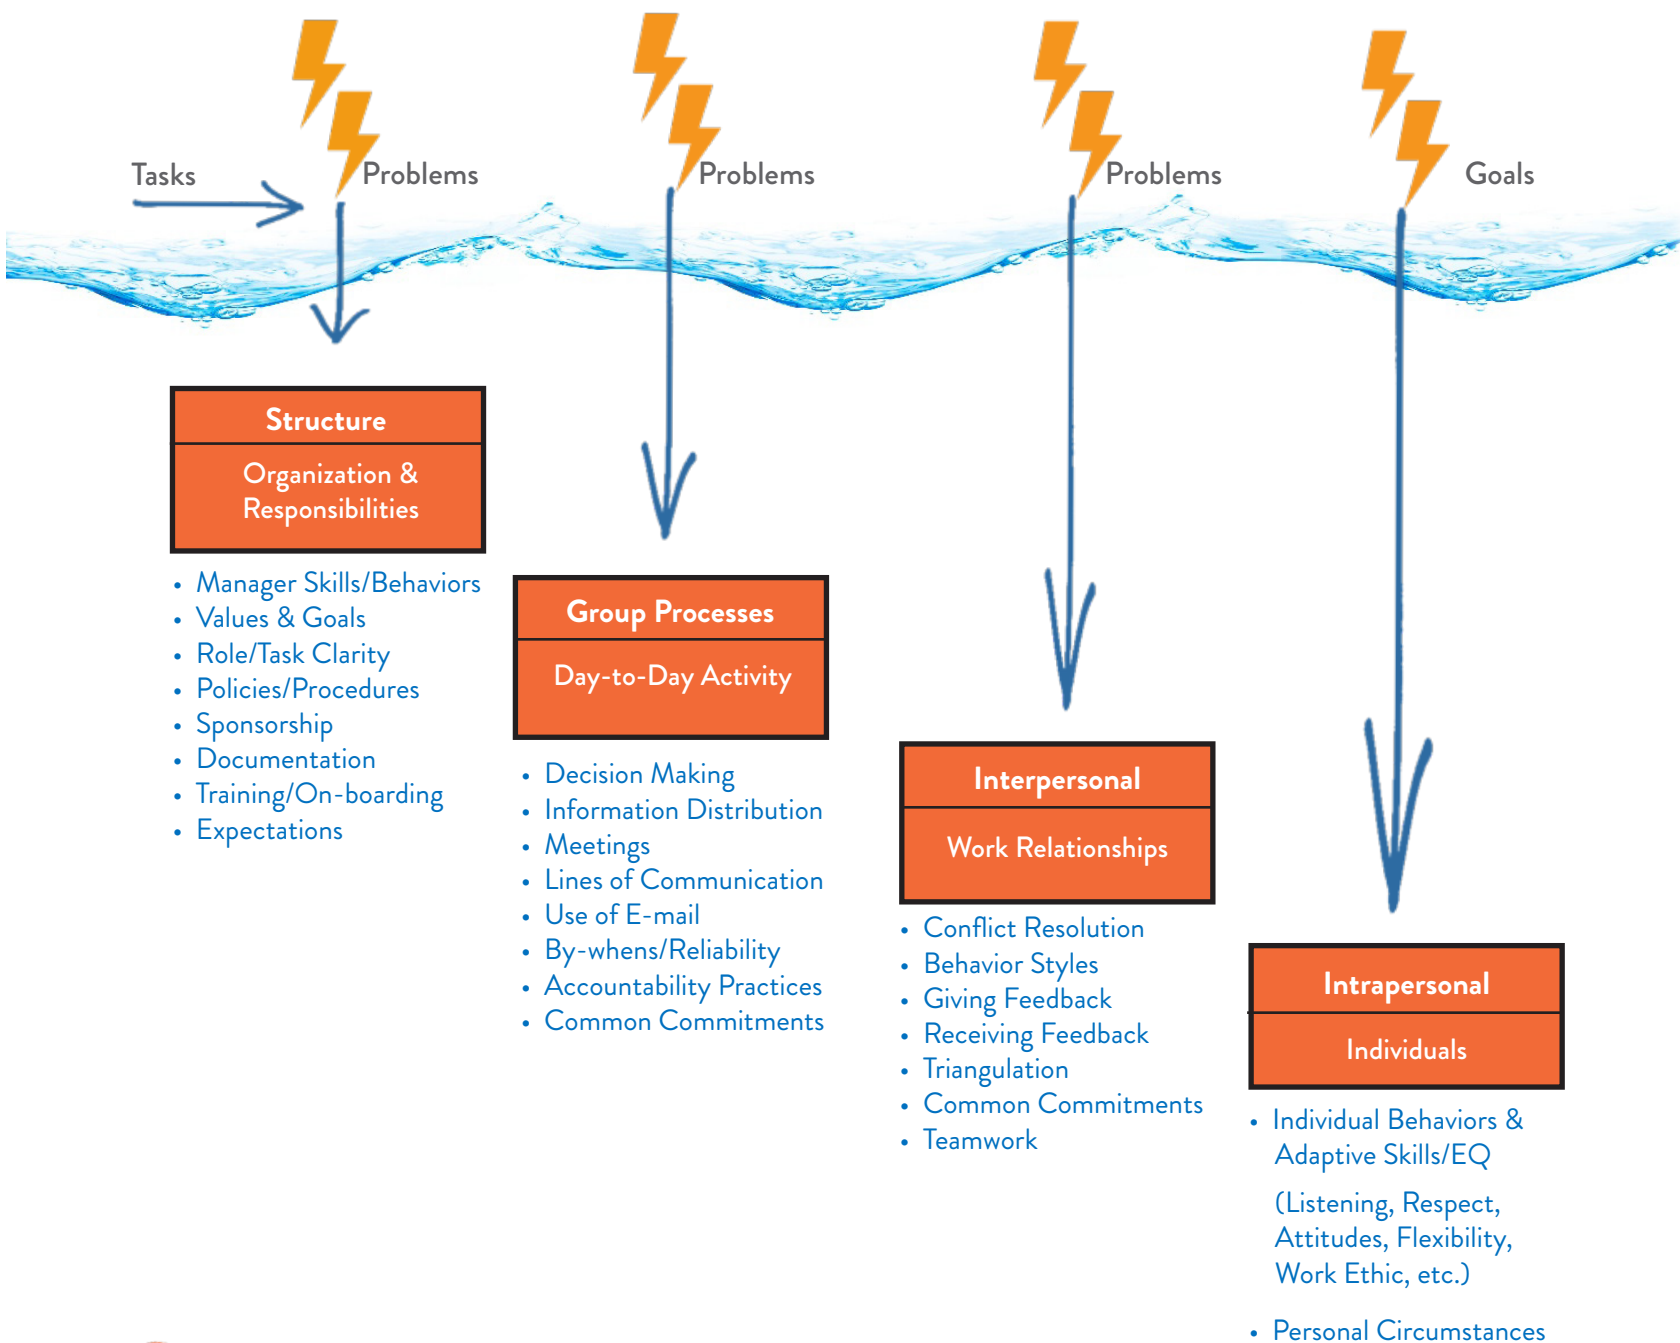 Tasks
Problems
Problems
Problems
Goals
Structure
Organization &
Responsibilities
• Manager Skills/Behaviors
• Values & Goals
• Role/Task Clarity
• Policies/Procedures
• Sponsorship
• Documentation
• Training/On-boarding
• Expectations
Group Processes
Day-to-Day Activity
• Decision Making
• Information Distribution
• Meetings
• Lines of Communication
• Use of E-mail
• By-whens/Reliability
• Accountability Practices
• Common Commitments
Interpersonal
Work Relationships
• Conflict Resolution
• Behavior Styles
• Giving Feedback
• Receiving Feedback
• Triangulation
• Common Commitments
• Teamwork
Intrapersonal
Individuals
• Individual Behaviors &
Adaptive Skills/EQ
(Listening, Respect,
Attitudes, Flexibility,
Work Ethic, etc.)
• Personal Circumstances